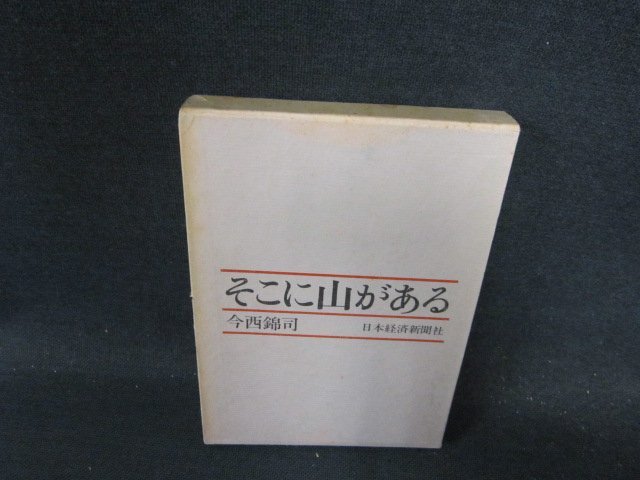 そこに山がある
今西錦司 日本経済新聞社